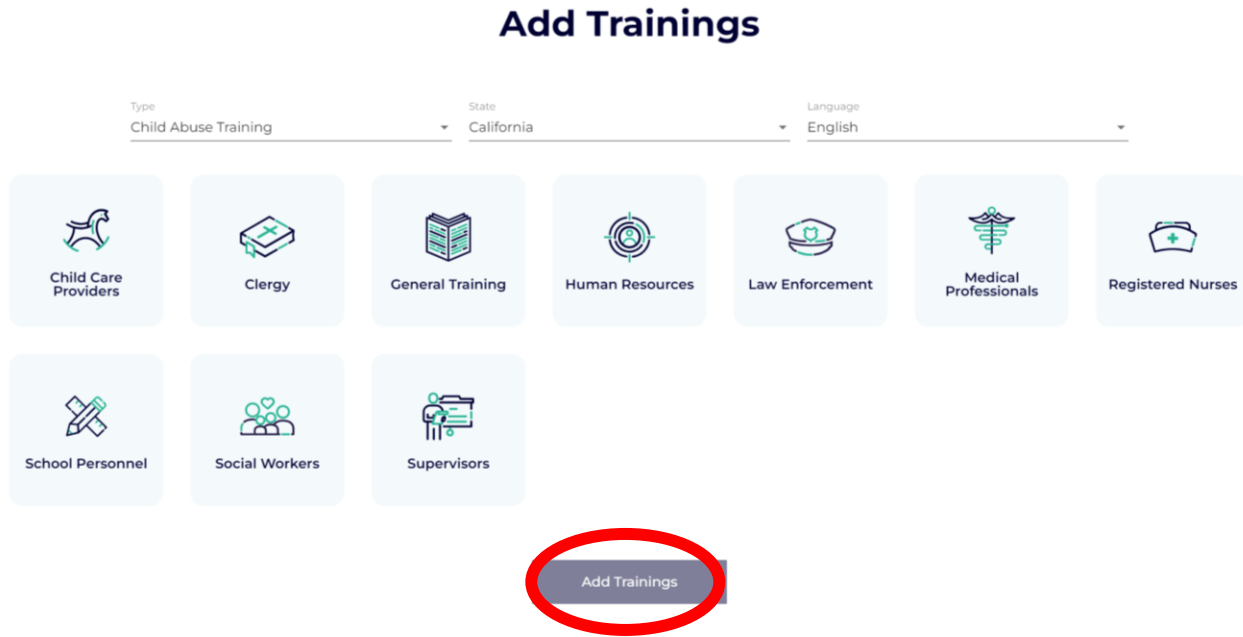 Add Trainings
Type
Child Abuse Training
State
California
Language
English
Child Care
Providers
Clergy
General Training
Human Resources
Law Enforcement
Medical
Professionals
Registered Nurses
School Personnel
Social Workers
Supervisors
Add Trainings